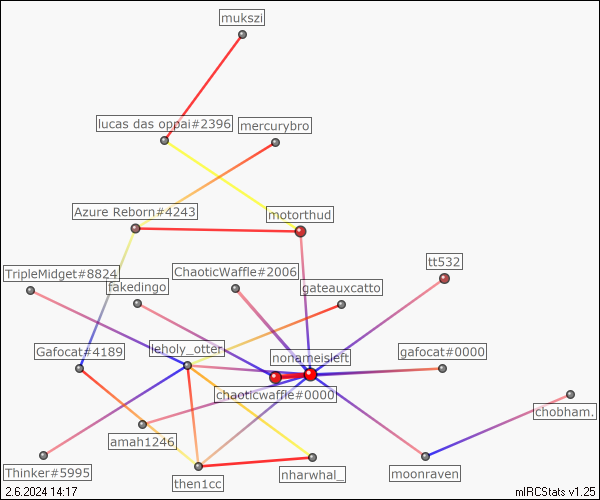 mukszi
lucas das oppai#2396
mercurybro
Azure Reborn#4243
motorthud
tt532
TripleMidget#8824
ChaoticWaffle#2006
fakedingo
gateauxcatto
Gafocat#4189
leholy_otter
nonameisleft
gafocat#0000
chaoticwaffle#0000
chobham.
amah1246
Thinker#5995
then1cc
nharwhal_
moonraven
2.6.2024 14:17
mIRCStats v1.25